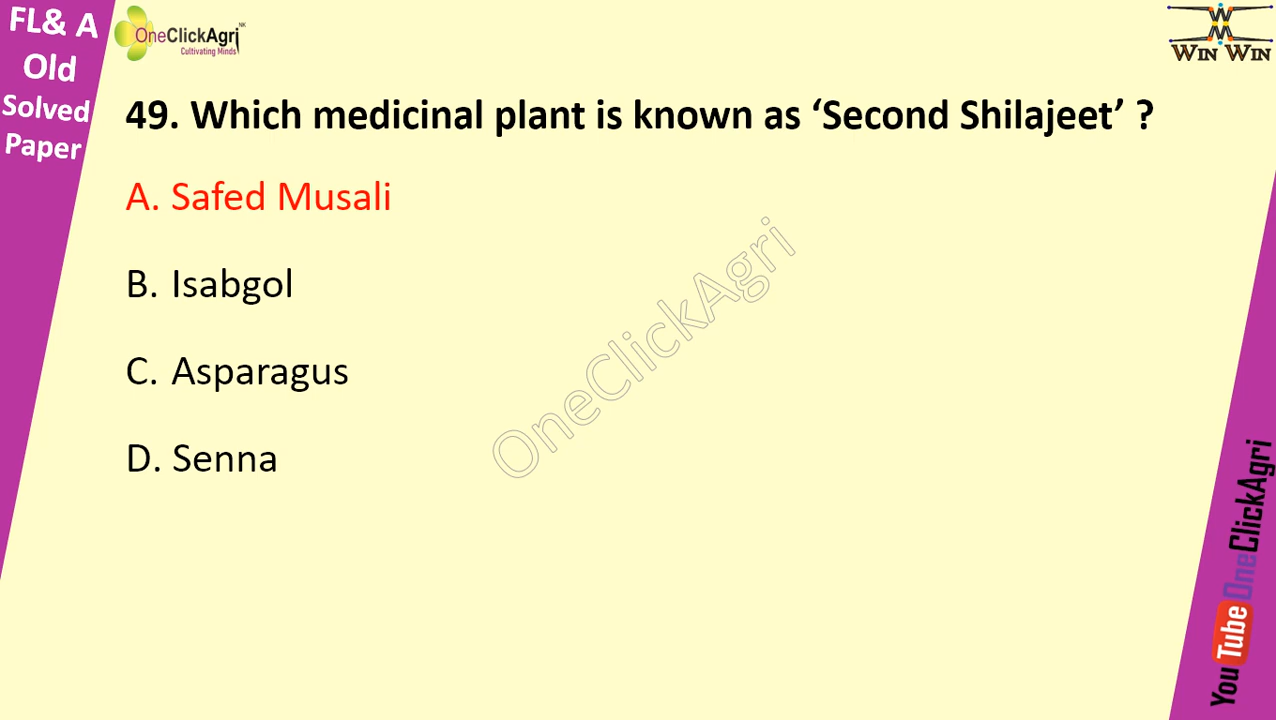 FL& A
Old
Solved
Paper
OneClickAgri NK
Cultivating Minds
WIN WIN
49. Which medicinal plant is known as ‘Second Shilajeet’ ?
A. Safed Musali
B. Isabgol
C. Asparagus
D. Senna
OneClickAgri
YouTube OneClickAgri